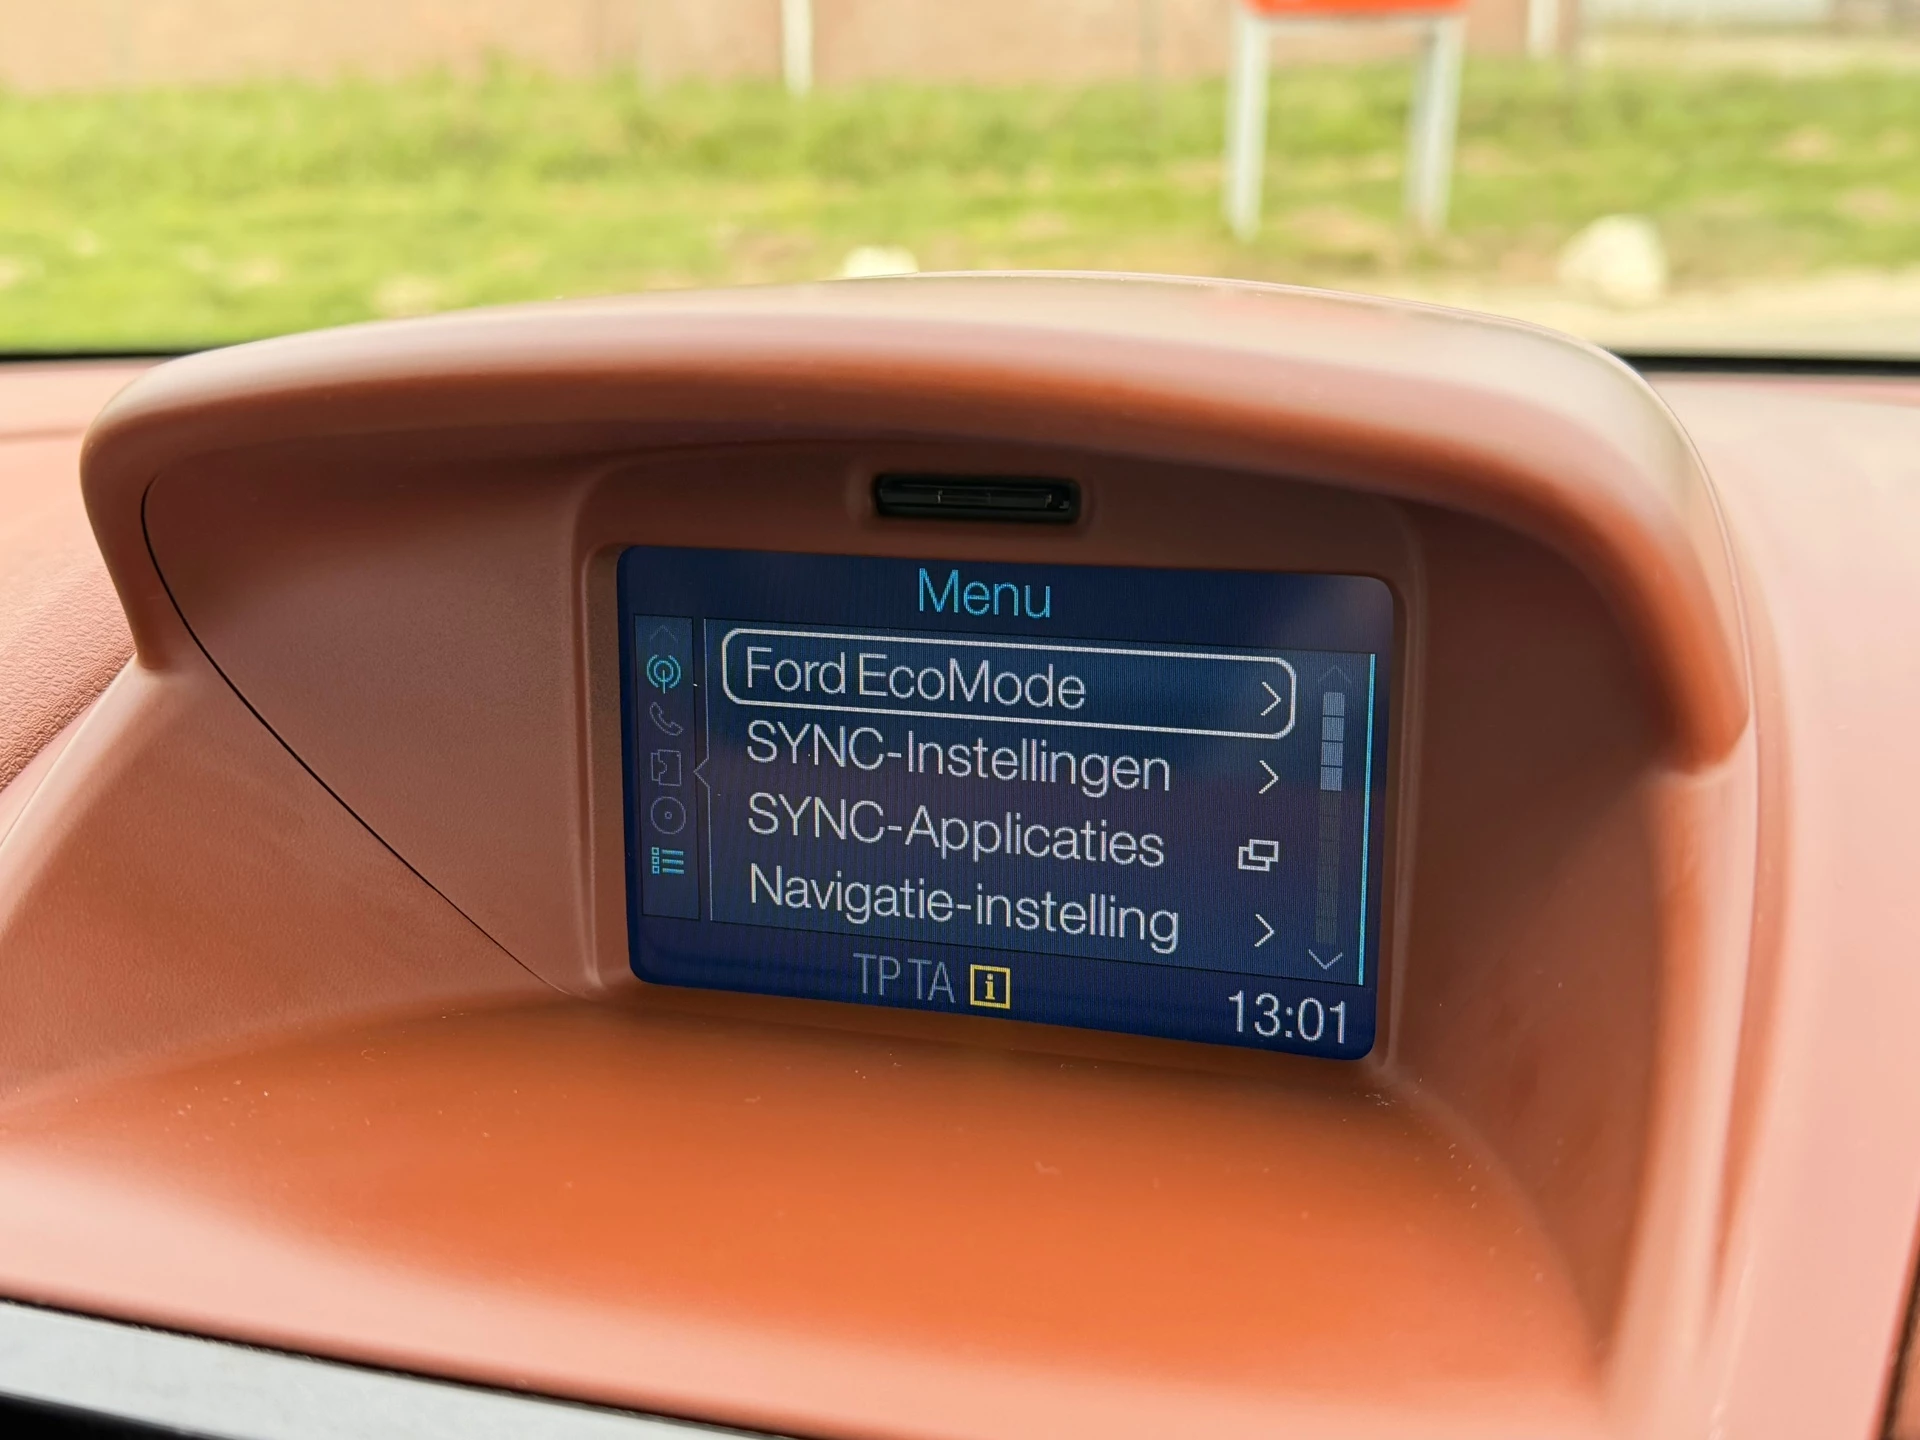 Menu
Ford EcoMode
SYNC-Instellingen
SYNC-Applicaties
Navigatie-instelling
TP TA i
13:01